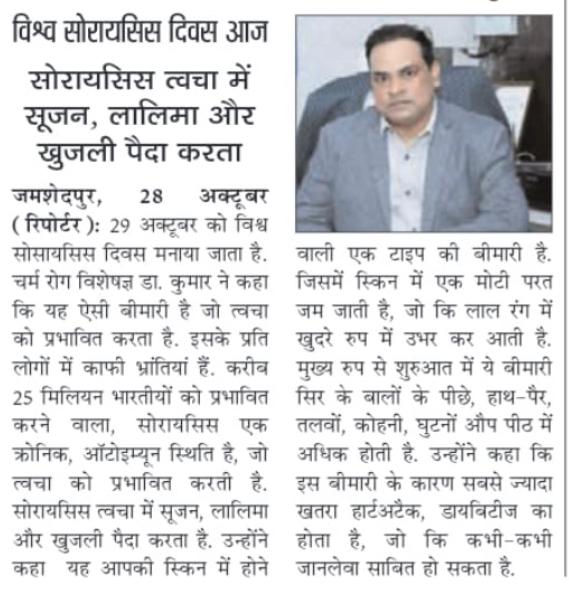 विश्व सोरायसिस दिवस आज
सोरायसिस त्वचा में
सूजन, लालिमा और
खुजली पैदा करता
जमशेदपुर, 28 अक्टूबर
(रिपोर्टर): 29 अक्टूबर को विश्व
सोसायसिस दिवस मनाया जाता है.
चर्म रोग विशेषज्ञ डा. कुमार ने कहा
कि यह ऐसी बीमारी है जो त्वचा
को प्रभावित करता है. इसके प्रति
लोगों में काफी भ्रांतियां हैं. करीब
25 मिलियन भारतीयों को प्रभावित
करने वाला, सोरायसिस एक
क्रोनिक, ऑटोइम्यून स्थिति है, जो
त्वचा को प्रभावित करती है.
सोरायसिस त्वचा में सूजन, लालिमा
और खुजली पैदा करता है. उन्होंने
कहा यह आपकी स्किन में होने
वाली एक टाइप की बीमारी है.
जिसमें स्किन में एक मोटी परत
जम जाती है, जो कि लाल रंग में
खुदरे रुप में उभर कर आती है.
मुख्य रुप से शुरुआत में ये बीमारी
सिर के बालों के पीछे, हाथ-पैर,
तलवों, कोहनी, घुटनों औप पीठ में
अधिक होती है. उन्होंने कहा कि
इस बीमारी के कारण सबसे ज्यादा
खतरा हार्टअटैक, डायबिटीज का
होता है, जो कि कभी-कभी
जानलेवा साबित हो सकता है.